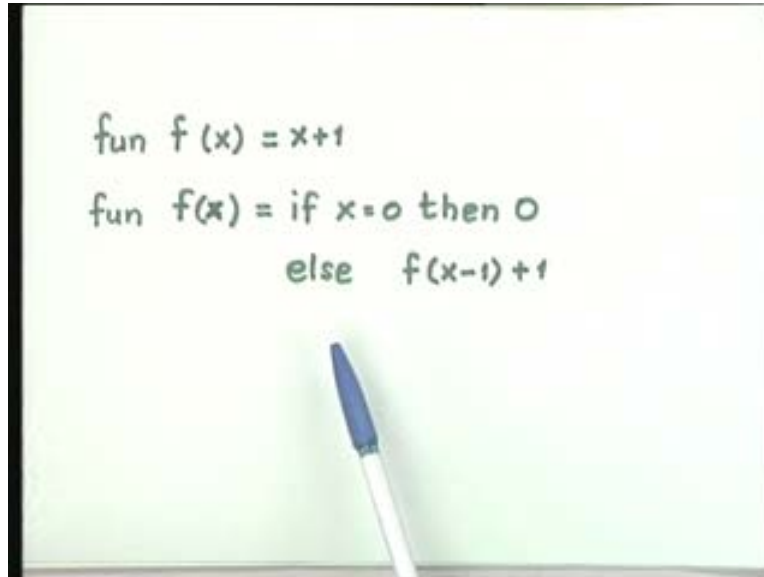 fun f (x) = x+1
fun f(x) = if x=0 then 0
else f(x-1) + 1